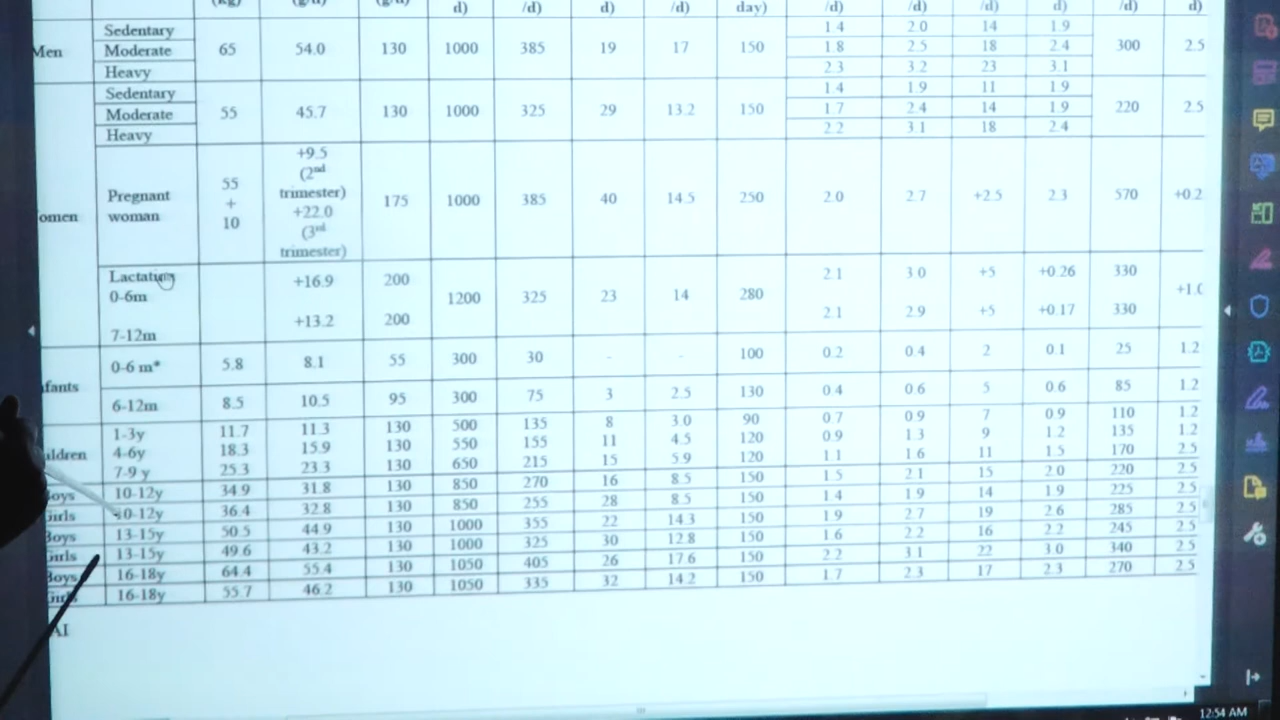 (kg) (g/d) (g/d) d) /d) d) /d) day) /d) /d) /d) d) /d) d)
Men Sedentary 65 54.0 130 1000 385 19 17 150 1.4 2.0 14 1.9 300 2.5
Moderate 1.8 2.5 18 2.4
Heavy 2.3 3.2 23 3.1
omen Sedentary 55 45.7 130 1000 325 29 13.2 150 1.4 1.9 11 1.9 220 2.5
Moderate 1.7 2.4 14 1.9
Heavy 2.2 3.1 18 2.4
Pregnant woman 55 + 10 +9.5 (2nd trimester) +22.0 (3rd trimester) 175 1000 385 40 14.5 250 2.0 2.7 +2.5 2.3 570 +0.2
Lactating 0-6m +16.9 200 1200 325 23 14 280 2.1 3.0 +5 +0.26 330 +1.0
7-12m +13.2 200 2.1 2.9 +5 +0.17 330
nfants 0-6 m* 5.8 8.1 55 300 30 - - 100 0.2 0.4 2 0.1 25 1.2
6-12m 8.5 10.5 95 300 75 3 2.5 130 0.4 0.6 5 0.6 85 1.2
ildren 1-3y 11.7 11.3 130 500 135 8 3.0 90 0.7 0.9 7 0.9 110 1.2
4-6y 18.3 15.9 130 550 155 11 4.5 120 0.9 1.3 9 1.2 135 1.2
7-9 y 25.3 23.3 130 650 215 15 5.9 120 1.1 1.6 11 1.5 170 2.5
Boys 10-12y 34.9 31.8 130 850 270 16 8.5 150 1.5 2.1 15 2.0 220 2.5
Girls 10-12y 36.4 32.8 130 850 255 28 8.5 150 1.4 1.9 14 1.9 225 2.5
Boys 13-15y 50.5 44.9 130 1000 355 22 14.3 150 1.9 2.7 19 2.6 285 2.5
Girls 13-15y 49.6 43.2 130 1000 325 30 12.8 150 1.6 2.2 16 2.2 245 2.5
Boys 16-18y 64.4 55.4 130 1050 405 26 17.6 150 2.2 3.1 22 3.0 340 2.5
Girls 16-18y 55.7 46.2 130 1050 335 32 14.2 150 1.7 2.3 17 2.3 270 2.5
AI
12:54 AM